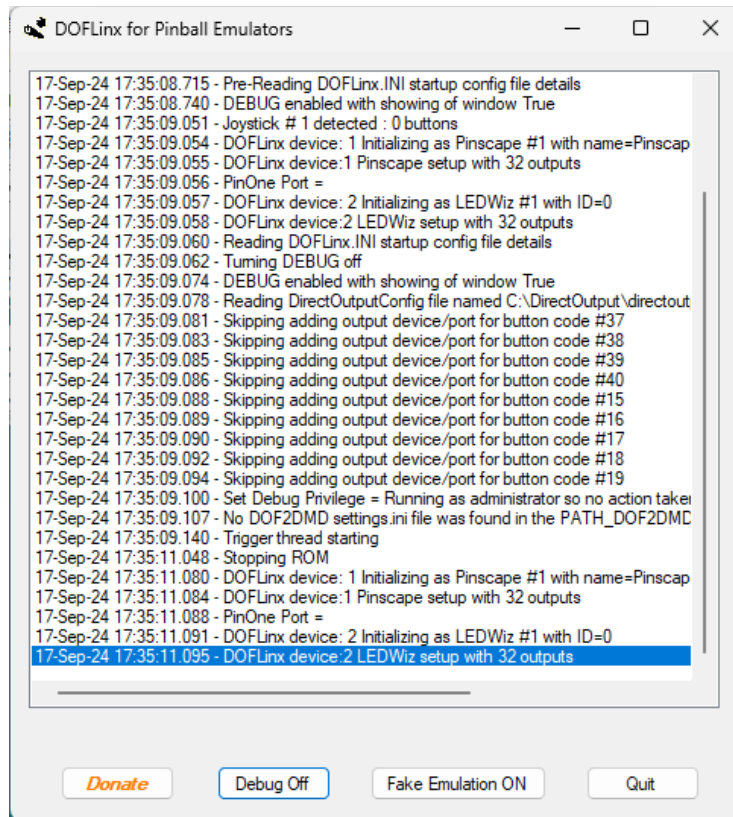 DOFLinx for Pinball Emulators
17-Sep-24 17:35:08.715 - Pre-Reading DOFLinx.INI startup config file details
17-Sep-24 17:35:08.740 - DEBUG enabled with showing of window True
17-Sep-24 17:35:09.051 - Joystick # 1 detected : 0 buttons
17-Sep-24 17:35:09.054 - DOFLinx device: 1 Initializing as Pinscape #1 with name=Pinscap
17-Sep-24 17:35:09.055 - DOFLinx device:1 Pinscape setup with 32 outputs
17-Sep-24 17:35:09.056 - PinOne Port =
17-Sep-24 17:35:09.057 - DOFLinx device: 2 Initializing as LEDWiz #1 with ID=0
17-Sep-24 17:35:09.058 - DOFLinx device:2 LEDWiz setup with 32 outputs
17-Sep-24 17:35:09.060 - Reading DOFLinx.INI startup config file details
17-Sep-24 17:35:09.062 - Turning DEBUG off
17-Sep-24 17:35:09.074 - DEBUG enabled with showing of window True
17-Sep-24 17:35:09.078 - Reading DirectOutputConfig file named C:\DirectOutput\directout
17-Sep-24 17:35:09.081 - Skipping adding output device/port for button code #37
17-Sep-24 17:35:09.083 - Skipping adding output device/port for button code #38
17-Sep-24 17:35:09.085 - Skipping adding output device/port for button code #39
17-Sep-24 17:35:09.086 - Skipping adding output device/port for button code #40
17-Sep-24 17:35:09.088 - Skipping adding output device/port for button code #15
17-Sep-24 17:35:09.089 - Skipping adding output device/port for button code #16
17-Sep-24 17:35:09.090 - Skipping adding output device/port for button code #17
17-Sep-24 17:35:09.092 - Skipping adding output device/port for button code #18
17-Sep-24 17:35:09.094 - Skipping adding output device/port for button code #19
17-Sep-24 17:35:09.100 - Set Debug Privilege = Running as administrator so no action taker
17-Sep-24 17:35:09.107 - No DOF2DMD settings.ini file was found in the PATH_DOF2DMD
17-Sep-24 17:35:09.140 - Trigger thread starting
17-Sep-24 17:35:11.048 - Stopping ROM
17-Sep-24 17:35:11.080 - DOFLinx device: 1 Initializing as Pinscape #1 with name=Pinscap
17-Sep-24 17:35:11.084 - DOFLinx device:1 Pinscape setup with 32 outputs
17-Sep-24 17:35:11.088 - PinOne Port =
17-Sep-24 17:35:11.091 - DOFLinx device: 2 Initializing as LEDWiz #1 with ID=0
17-Sep-24 17:35:11.095 - DOFLinx device:2 LEDWiz setup with 32 outputs
Donate Debug Off Fake Emulation ON Quit